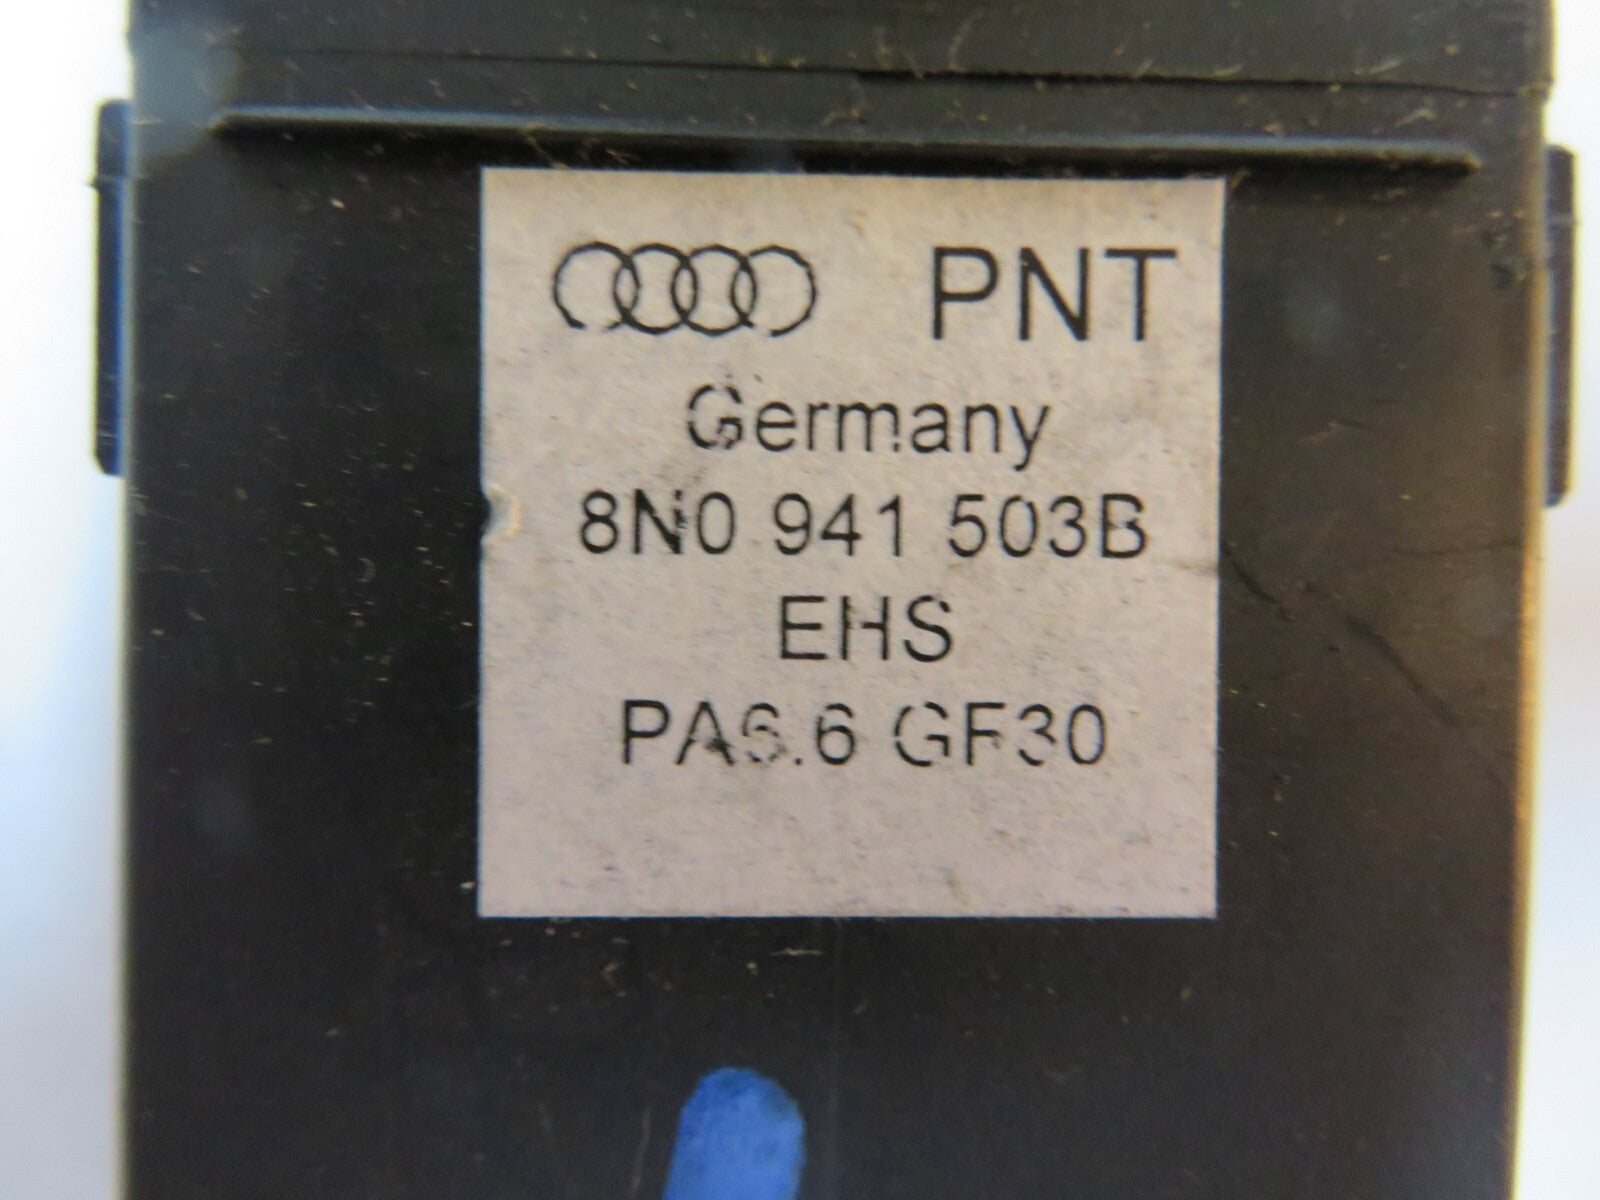 PNT
Germany
8N0 941 503B
EHS
PA6.6 GF30